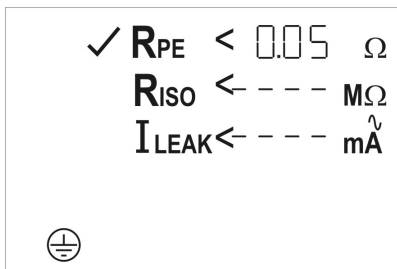 ✓ RPE < 0.05 Ω
RISO <---- MΩ
ILEAK<---- mA